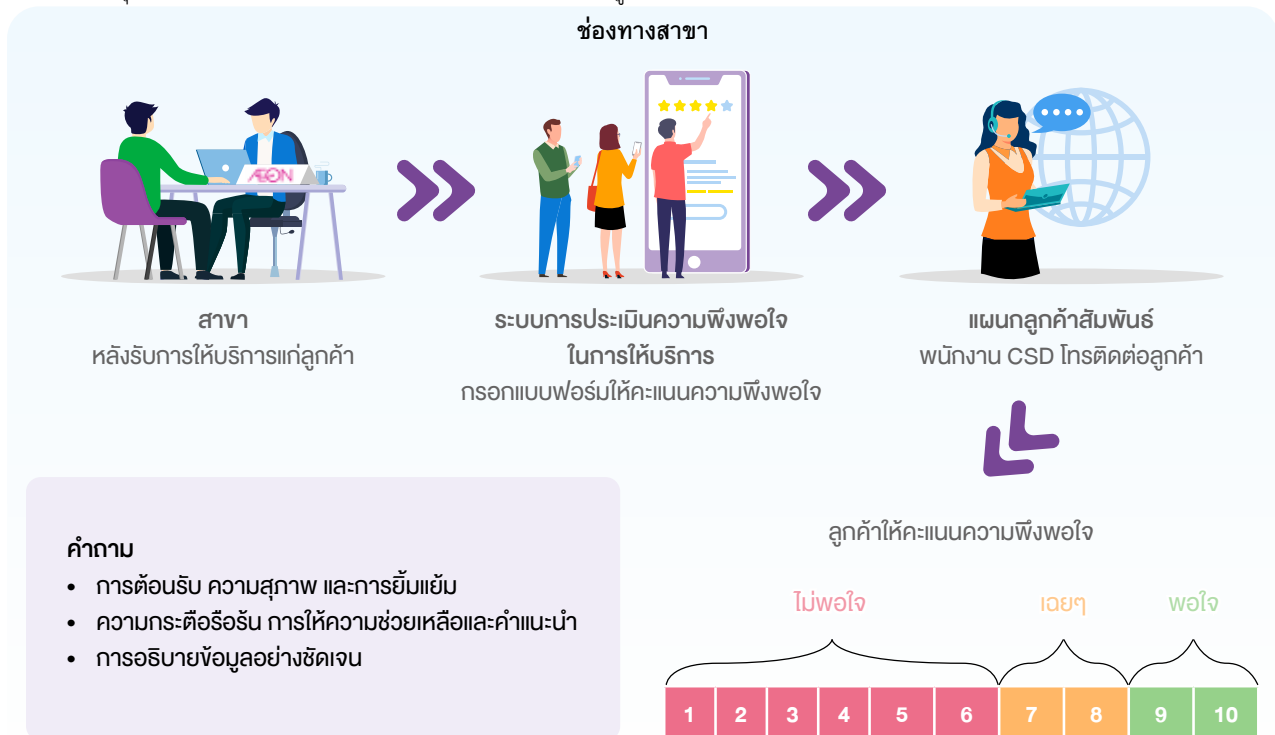 ช่องทางสาขา
ÆON
สาขา
หลังรับการให้บริการแก่ลูกค้า
ระบบการประเมินความพึงพอใจ
ในการให้บริการ
กรอกแบบฟอร์มให้คะแนนความพึงพอใจ
แผนกลูกค้าสัมพันธ์
พนักงาน CSD โทรติดต่อลูกค้า
คำถาม
• การต้อนรับ ความสุภาพ และการยิ้มแย้ม
• ความกระตือรือร้น การให้ความช่วยเหลือและคำแนะนำ
• การอธิบายข้อมูลอย่างชัดเจน
ลูกค้าให้คะแนนความพึงพอใจ
ไม่พอใจ เฉยๆ พอใจ
1 2 3 4 5 6 7 8 9 10